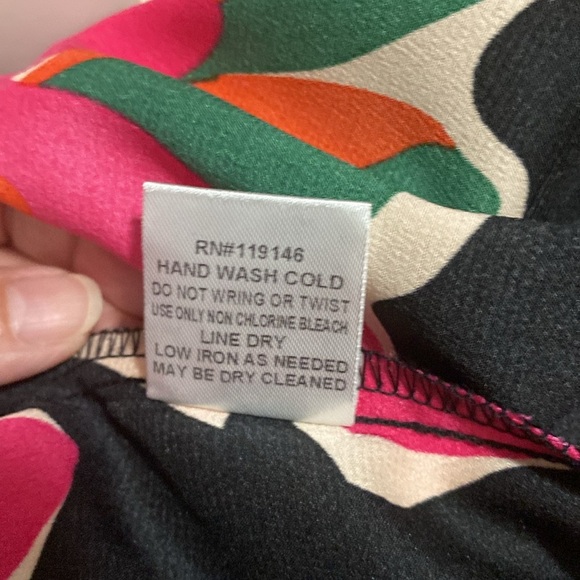 RN#119146
HAND WASH COLD
DO NOT WRING OR TWIST
USE ONLY NON CHLORINE BLEACH
LINE DRY
LOW IRON AS NEEDED
MAY BE DRY CLEANED